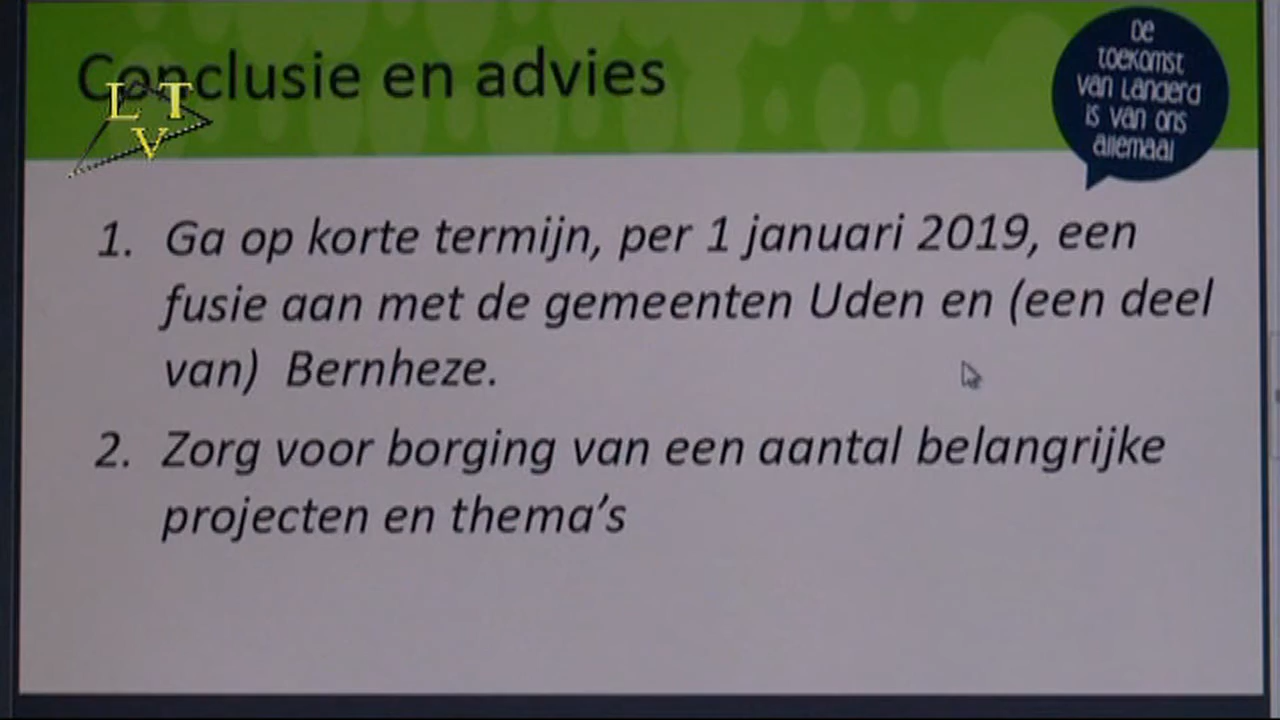 Conclusie en advies
L T
V
De
toekomst
van Landerd
is van ons
allemaal
1. Ga op korte termijn, per 1 januari 2019, een
fusie aan met de gemeenten Uden en (een deel
van) Bernheze.
2. Zorg voor borging van een aantal belangrijke
projecten en thema's